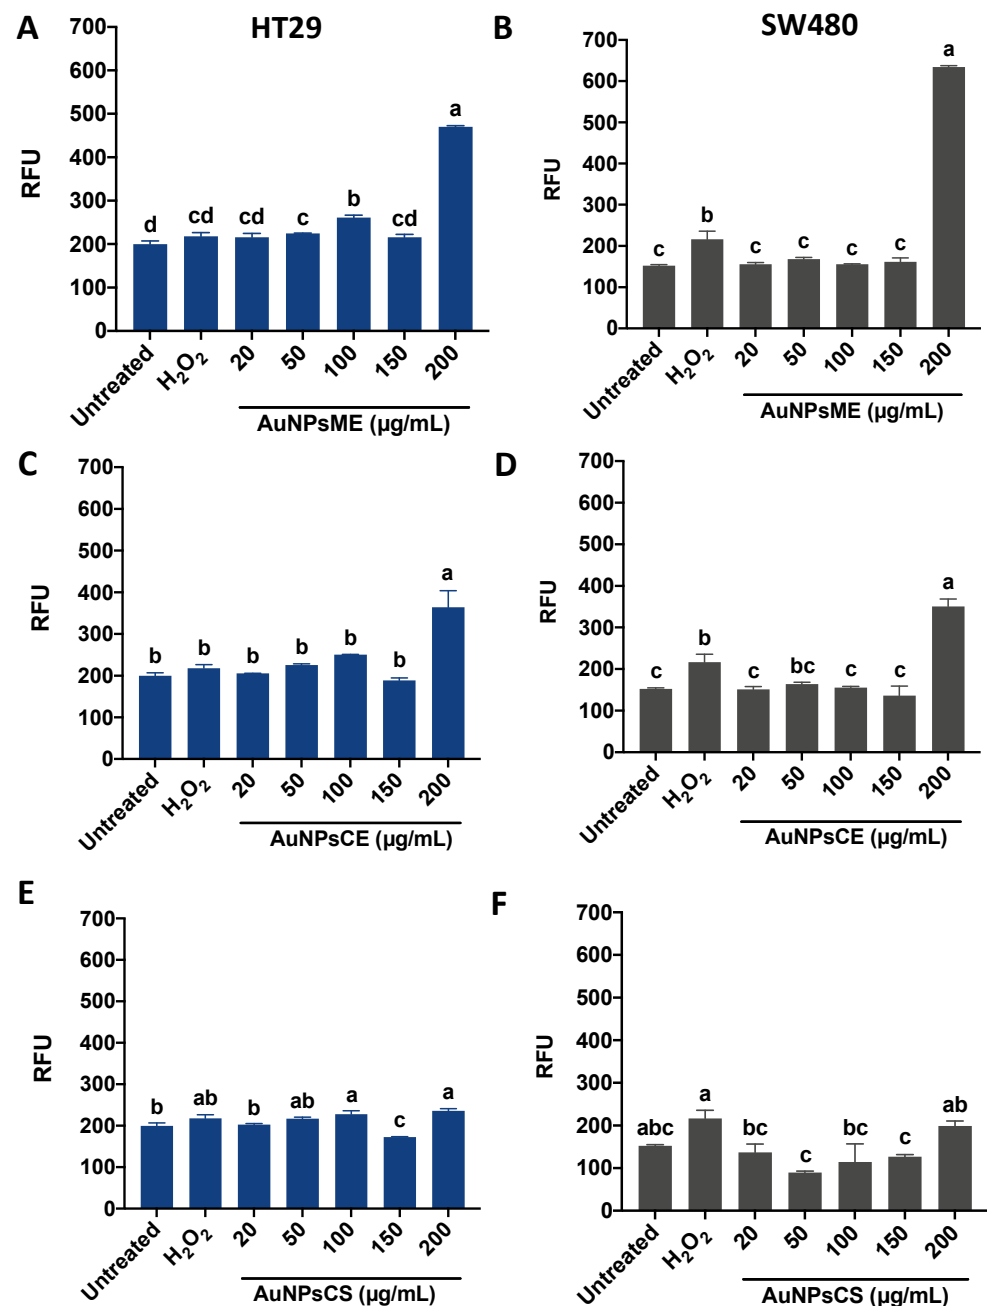 A
HT29
700
600
500
400
300
200
100
0
RFU
d
cd
cd
c
b
cd
a
Untreated
H₂O₂
20
50
100
150
200
AuNPsME (µg/mL)
B
SW480
700
600
500
400
300
200
100
0
RFU
c
b
c
c
c
c
a
Untreated
H₂O₂
20
50
100
150
200
AuNPsME (µg/mL)
C
700
600
500
400
300
200
100
0
RFU
b
b
b
b
b
b
a
Untreated
H₂O₂
20
50
100
150
200
AuNPsCE (µg/mL)
D
700
600
500
400
300
200
100
0
RFU
c
b
c
bc
c
c
a
Untreated
H₂O₂
20
50
100
150
200
AuNPsCE (µg/mL)
E
700
600
500
400
300
200
100
0
RFU
b
ab
b
ab
a
c
a
Untreated
H₂O₂
20
50
100
150
200
AuNPsCS (µg/mL)
F
700
600
500
400
300
200
100
0
RFU
abc
a
bc
c
bc
c
ab
Untreated
H₂O₂
20
50
100
150
200
AuNPsCS (µg/mL)